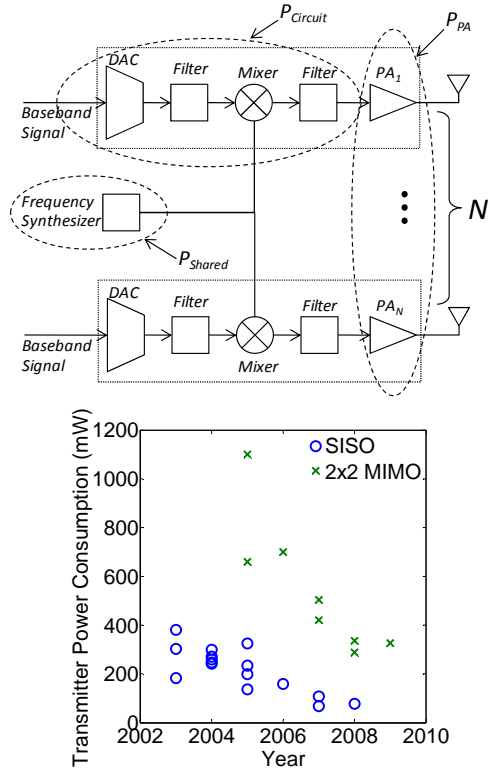 P_Circuit
P_PA
DAC
Filter
Mixer
Filter
PA_1
Baseband
Signal
Frequency
Synthesizer
P_Shared
N
DAC
Filter
Mixer
Filter
PA_N
Baseband
Signal
Transmitter Power Consumption (mW)
1200
1000
800
600
400
200
0
SISO
2x2 MIMO
2002 2004 2006 2008 2010
Year